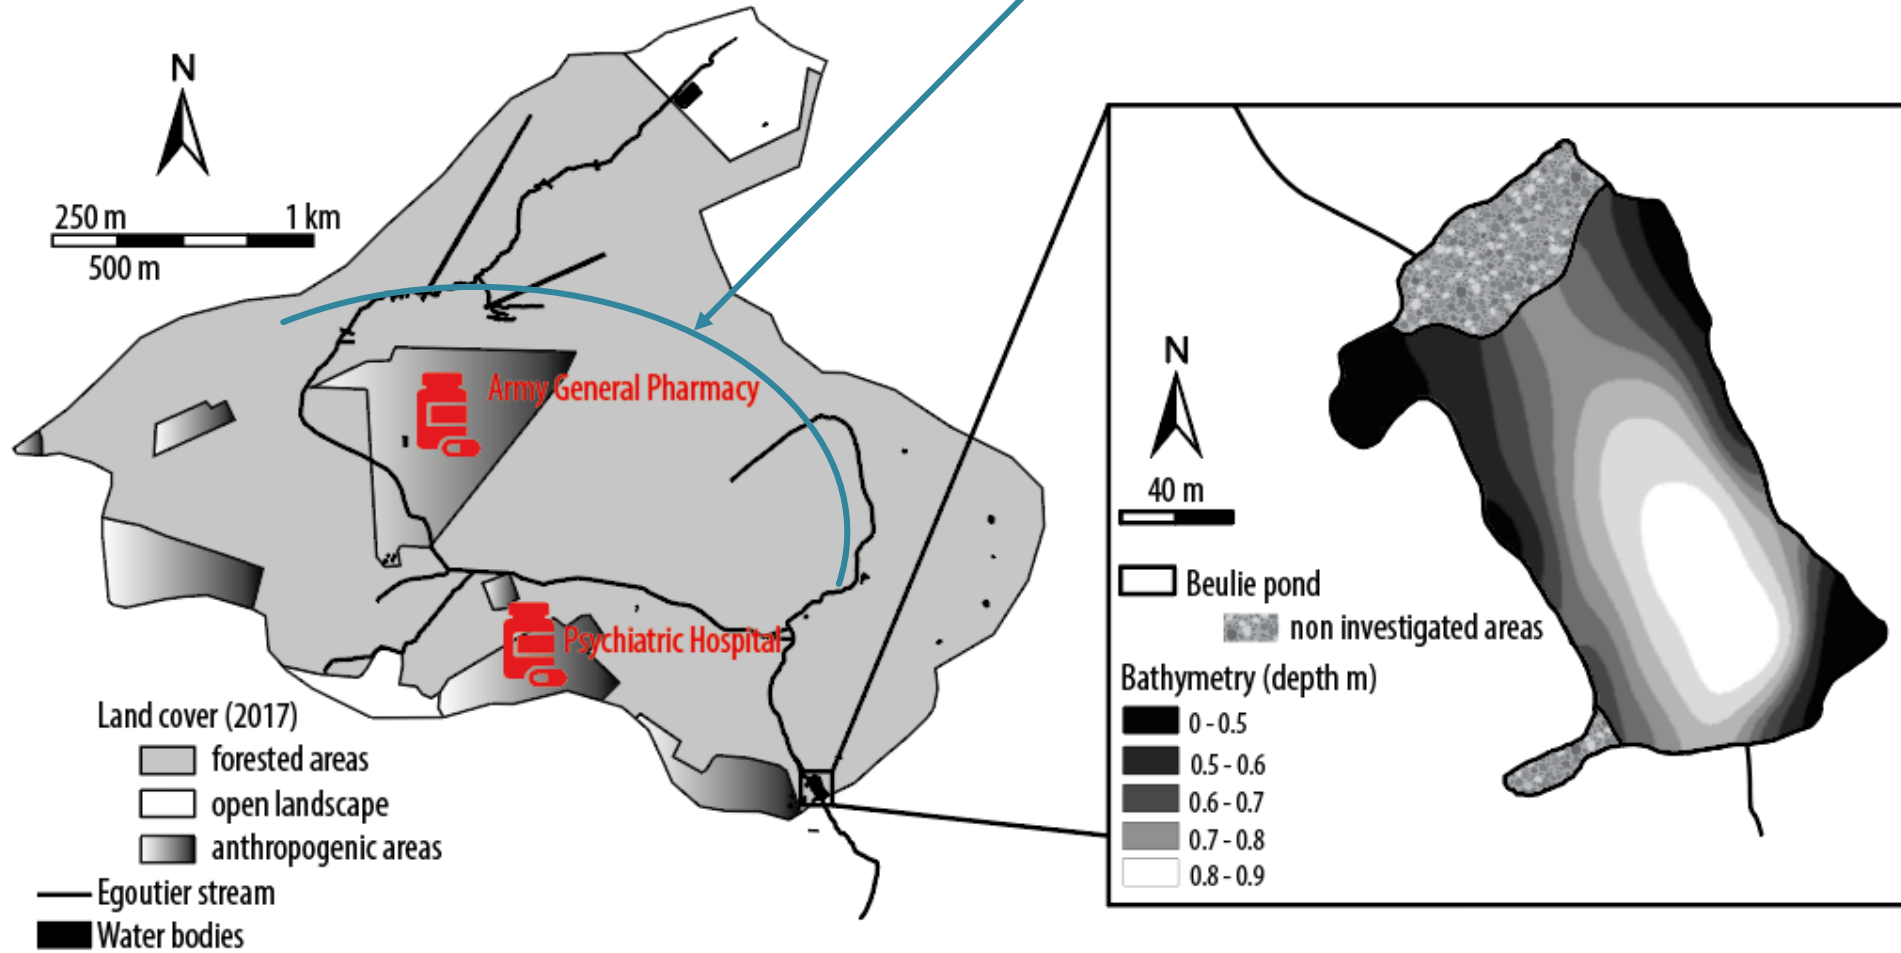 N
250 m
1 km
500 m
Army General Pharmacy
Psychiatric Hospital
Land cover (2017)
forested areas
open landscape
anthropogenic areas
Egoutier stream
Water bodies
N
40 m
Beulie pond
non investigated areas
Bathymetry (depth m)
0 - 0.5
0.5 - 0.6
0.6 - 0.7
0.7 - 0.8
0.8 - 0.9